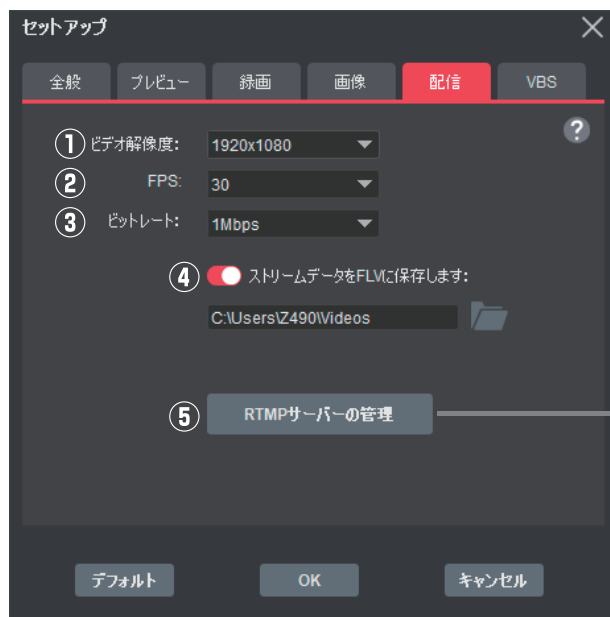 セットアップ
全般 プレビュー 録画 画像 配信 VBS
?
① ビデオ解像度: 1920x1080
② FPS: 30
③ ビットレート: 1Mbps
④ ストリームデータをFLVに保存します:
C:\Users\Z490\Videos
⑤ RTMPサーバーの管理
デフォルト OK キャンセル